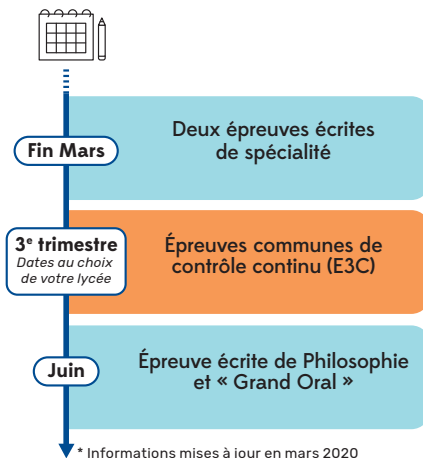 Fin Mars
Deux épreuves écrites
de spécialité
3e trimestre
Dates au choix
de votre lycée
Épreuves communes de
contrôle continu (E3C)
Juin
Épreuve écrite de Philosophie
et « Grand Oral »
* Informations mises à jour en mars 2020